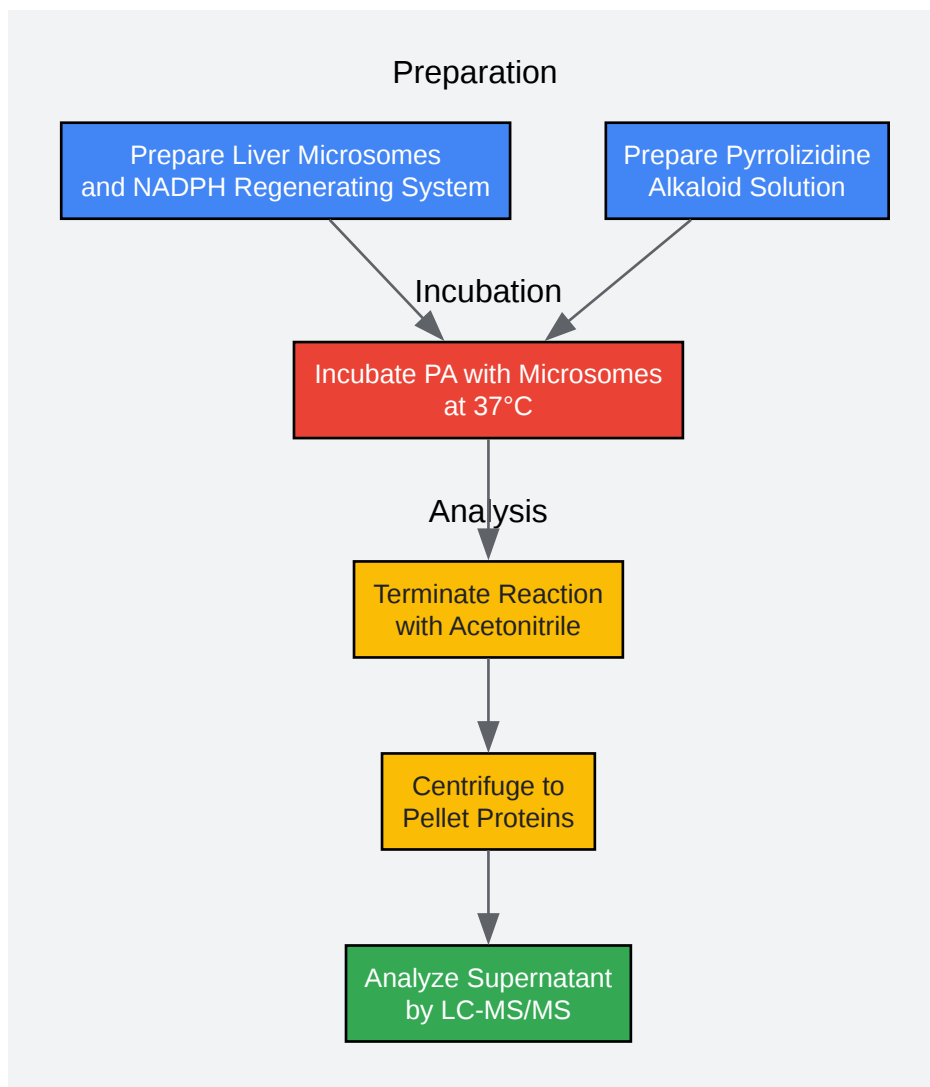 Preparation
Prepare Liver Microsomes
and NADPH Regenerating System
Prepare Pyrrolizidine
Alkaloid Solution
Incubation
Incubate PA with Microsomes
at 37°C
Analysis
Terminate Reaction
with Acetonitrile
Centrifuge to
Pellet Proteins
Analyze Supernatant
by LC-MS/MS